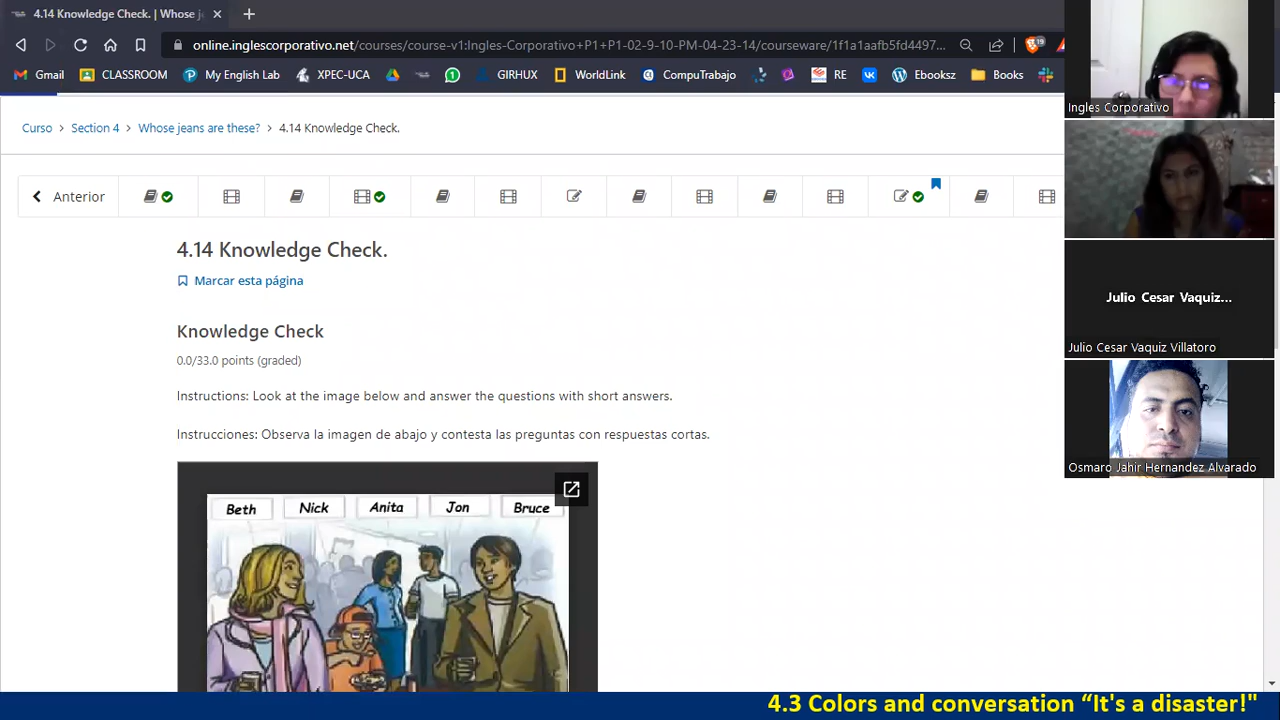 4.14 Knowledge Check. | Whose je
online.inglescorporativo.net/courses/course-v1:Ingles-Corporativo+P1+P1-02-9-10-PM-04-23-14/courseware/1f1a1aafb5fd4497...
19
Gmail CLASSROOM My English Lab XPEC-UCA GIRHUX WorldLink CompuTrabajo RE Ebooksz Books
Curso > Section 4 > Whose jeans are these? > 4.14 Knowledge Check.
Anterior
4.14 Knowledge Check.
Marcar esta página
Knowledge Check
0.0/33.0 points (graded)
Instructions: Look at the image below and answer the questions with short answers.
Instrucciones: Observa la imagen de abajo y contesta las preguntas con respuestas cortas.
Beth Nick Anita Jon Bruce
Ingles Corporativo
Julio Cesar Vaquiz...
Julio Cesar Vaquiz Villatoro
Osmaro Jahir Hernandez Alvarado
4.3 Colors and conversation “It's a disaster!"